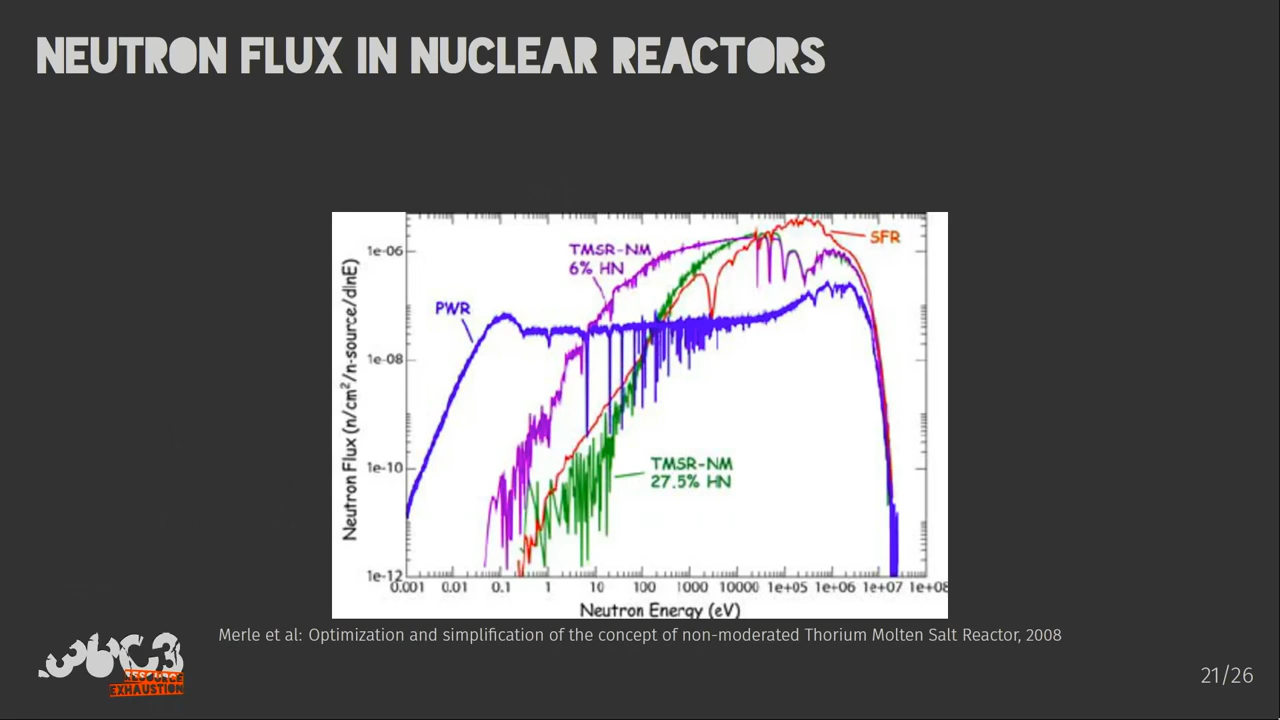 NEUTRON FLUX IN NUCLEAR REACTORS
Neutron Flux (n/cm²/n-source/dlnE)
1e-06
1e-08
1e-10
1e-12
PWR
TMSR-NM
6% HN
SFR
TMSR-NM
27.5% HN
0.001 0.01 0.1 1 10 100 1000 10000 1e+05 1e+06 1e+07 1e+08
Neutron Energy (eV)
Merle et al: Optimization and simplification of the concept of non-moderated Thorium Molten Salt Reactor, 2008
36C3
RESOURCE
EXHAUSTION
21/26